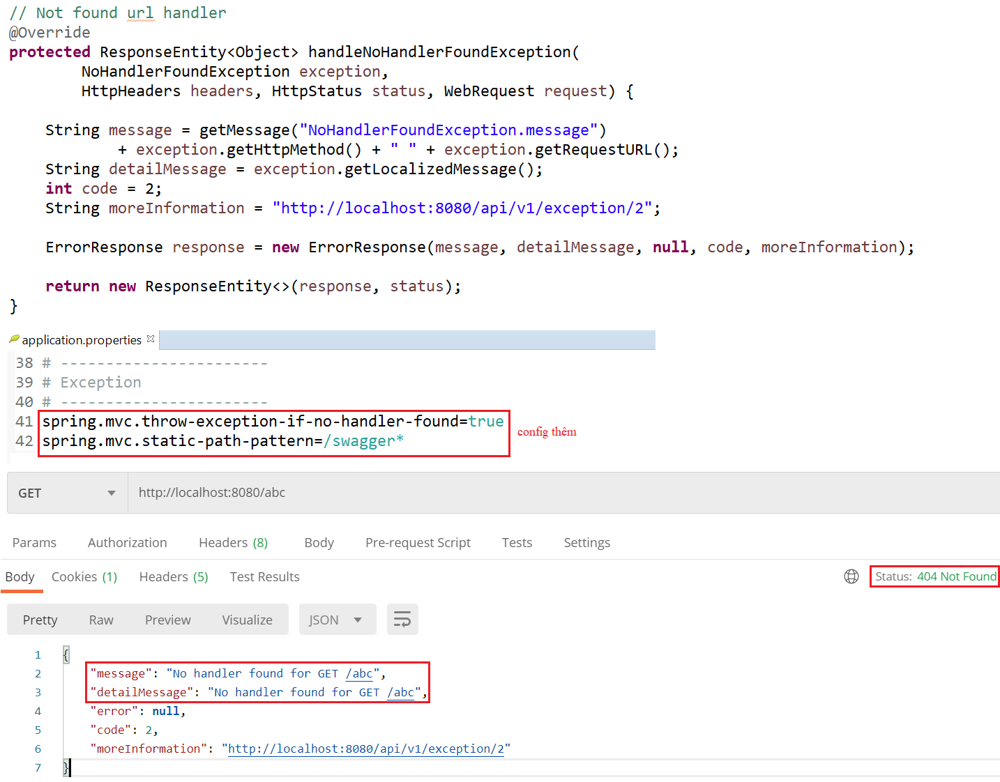 // Not found url handler
@Override
protected ResponseEntity<Object> handleNoHandlerFoundException(
        NoHandlerFoundException exception,
        HttpHeaders headers, HttpStatus status, WebRequest request) {
    String message = getMessage("NoHandlerFoundException.message")
            + exception.getHttpMethod() + " " + exception.getRequestURL();
    String detailMessage = exception.getLocalizedMessage();
    int code = 2;
    String moreInformation = "http://localhost:8080/api/v1/exception/2";
    ErrorResponse response = new ErrorResponse(message, detailMessage, null, code, moreInformation);
    return new ResponseEntity<>(response, status);
}
application.properties
38 # -----------------------
39 # Exception
40 # -----------------------
41 spring.mvc.throw-exception-if-no-handler-found=true
42 spring.mvc.static-path-pattern=/swagger*
config thêm
GET http://localhost:8080/abc
Params Authorization Headers (8) Body Pre-request Script Tests Settings
Body Cookies (1) Headers (5) Test Results Status: 404 Not Found
Pretty Raw Preview Visualize JSON
1 {
2 "message": "No handler found for GET /abc",
3 "detailMessage": "No handler found for GET /abc",
4 "error": null,
5 "code": 2,
6 "moreInformation": "http://localhost:8080/api/v1/exception/2"
7 }